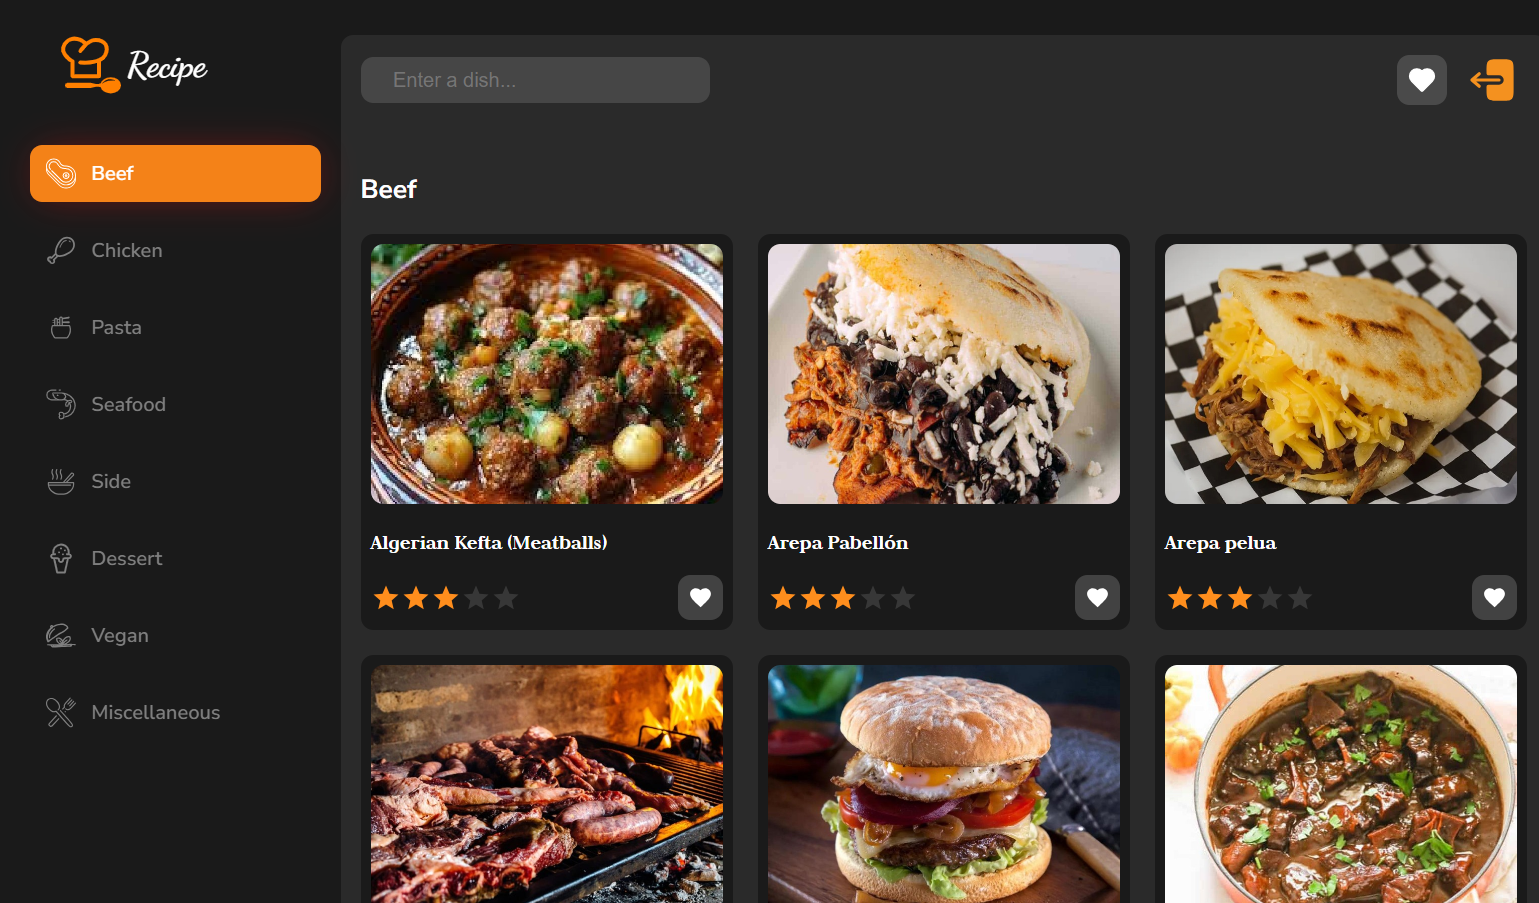 Recipe
Enter a dish...
Beef
Chicken
Pasta
Seafood
Side
Dessert
Vegan
Miscellaneous
Beef
Algerian Kefta (Meatballs)
Arepa Pabellón
Arepa pelua